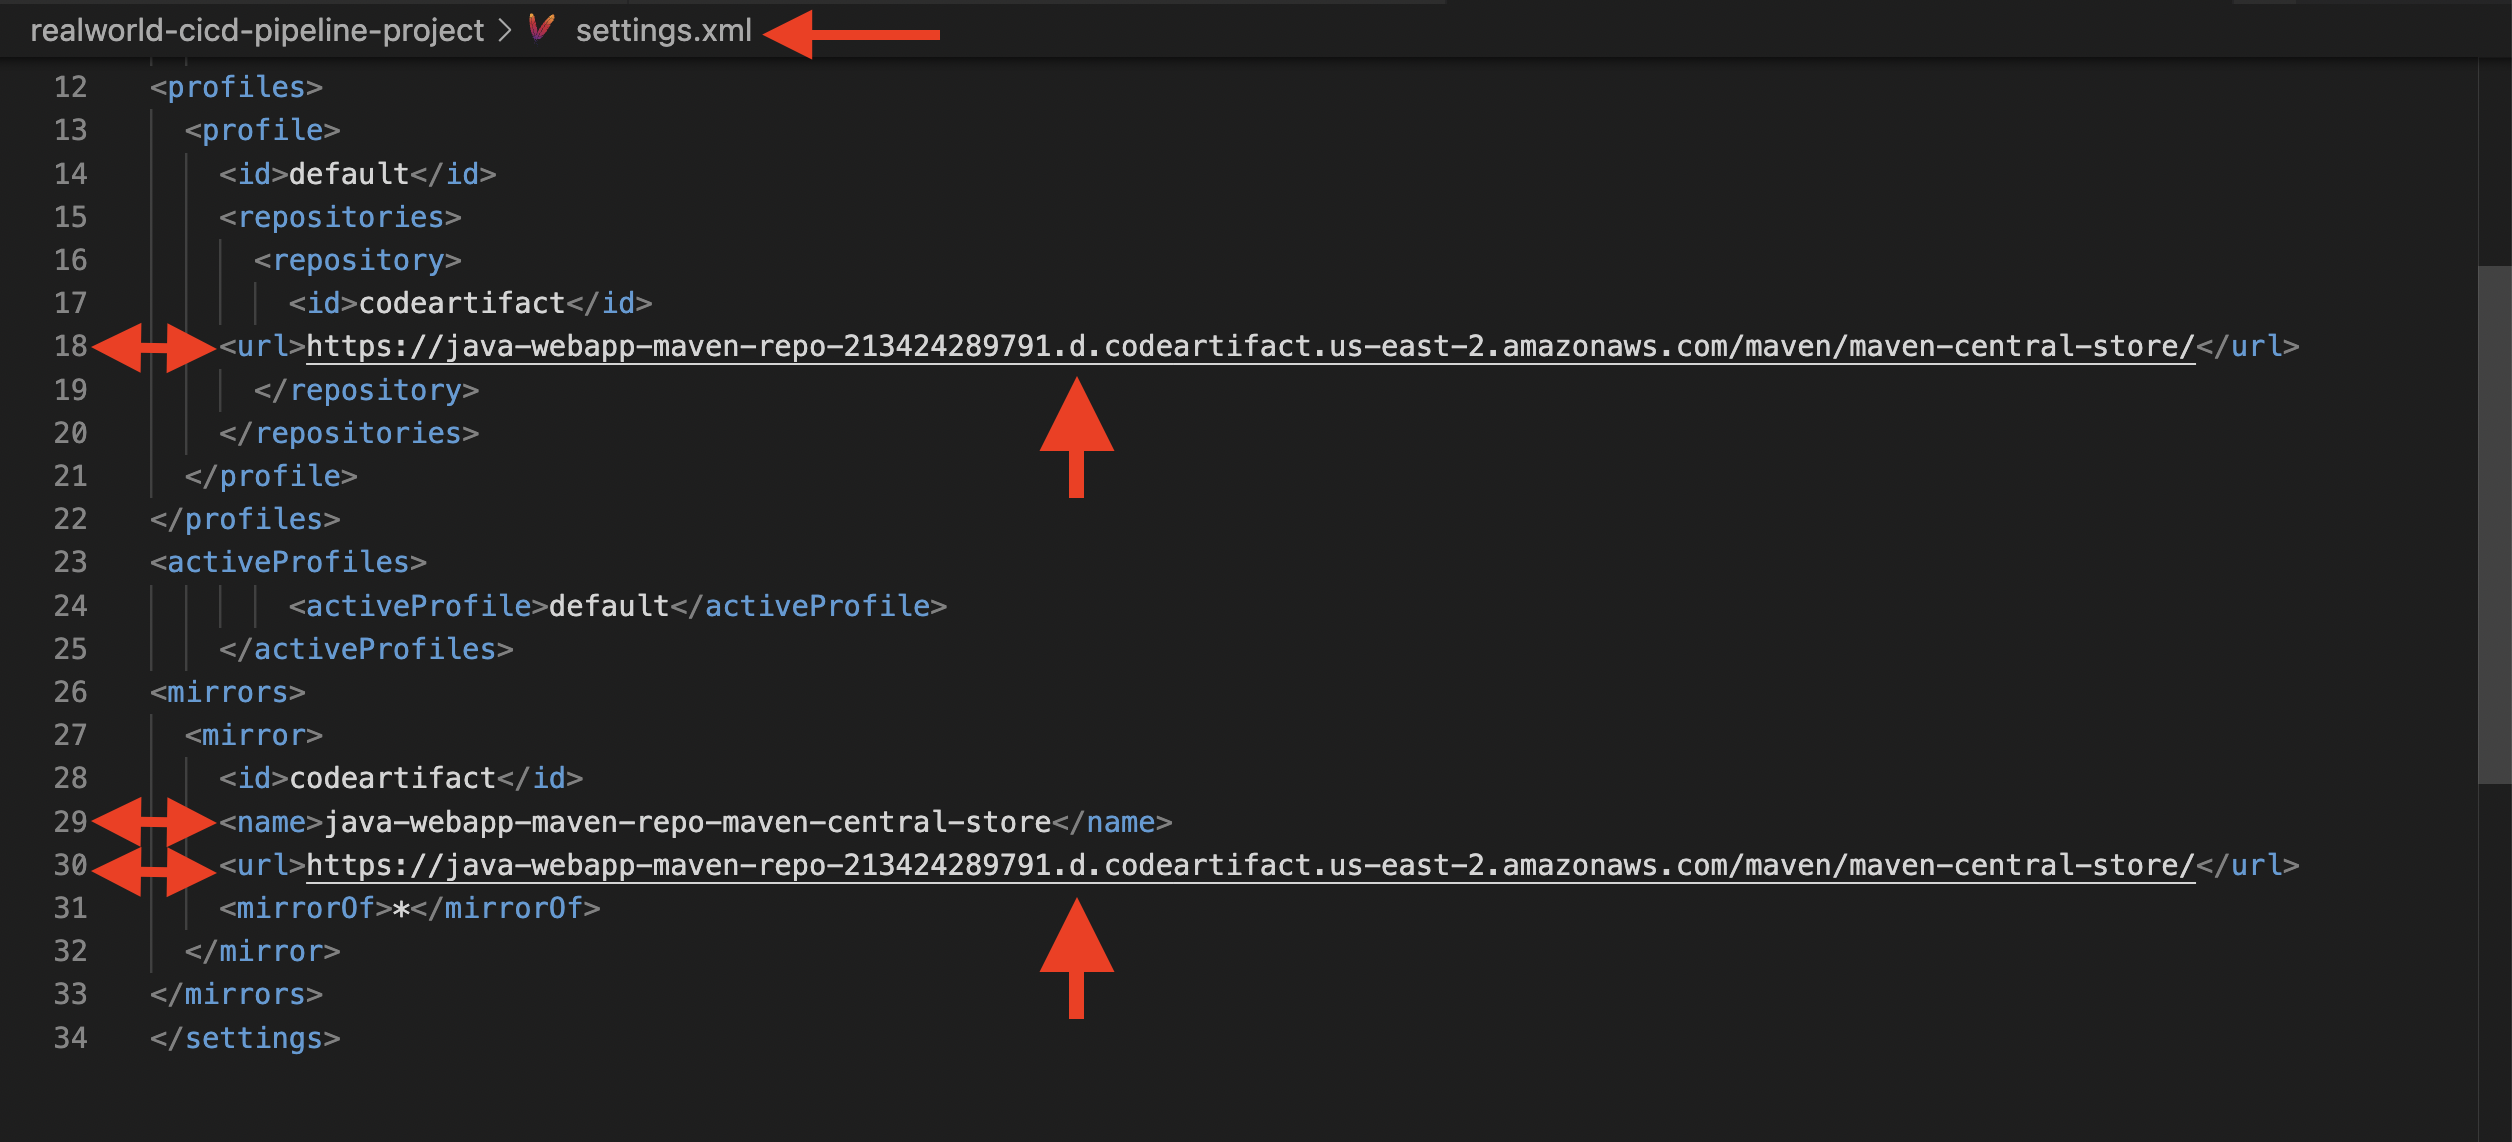 realworld-cicd-pipeline-project > settings.xml
12 <profiles>
13 <profile>
14 <id>default</id>
15 <repositories>
16 <repository>
17 <id>codeartifact</id>
18 <url>https://java-webapp-maven-repo-213424289791.d.codeartifact.us-east-2.amazonaws.com/maven/maven-central-store/</url>
19 </repository>
20 </repositories>
21 </profile>
22 </profiles>
23 <activeProfiles>
24 <activeProfile>default</activeProfile>
25 </activeProfiles>
26 <mirrors>
27 <mirror>
28 <id>codeartifact</id>
29 <name>java-webapp-maven-repo-maven-central-store</name>
30 <url>https://java-webapp-maven-repo-213424289791.d.codeartifact.us-east-2.amazonaws.com/maven/maven-central-store/</url>
31 <mirrorOf>*</mirrorOf>
32 </mirror>
33 </mirrors>
34 </settings>